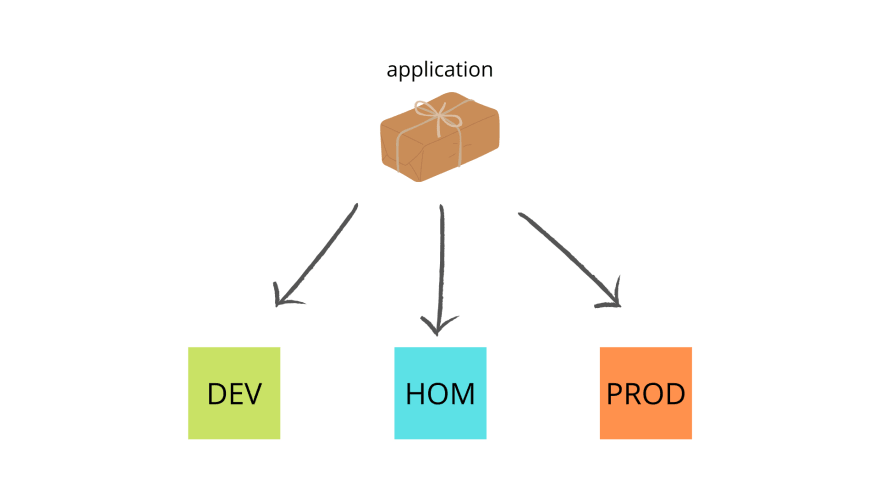 application
DEV
HOM
PROD